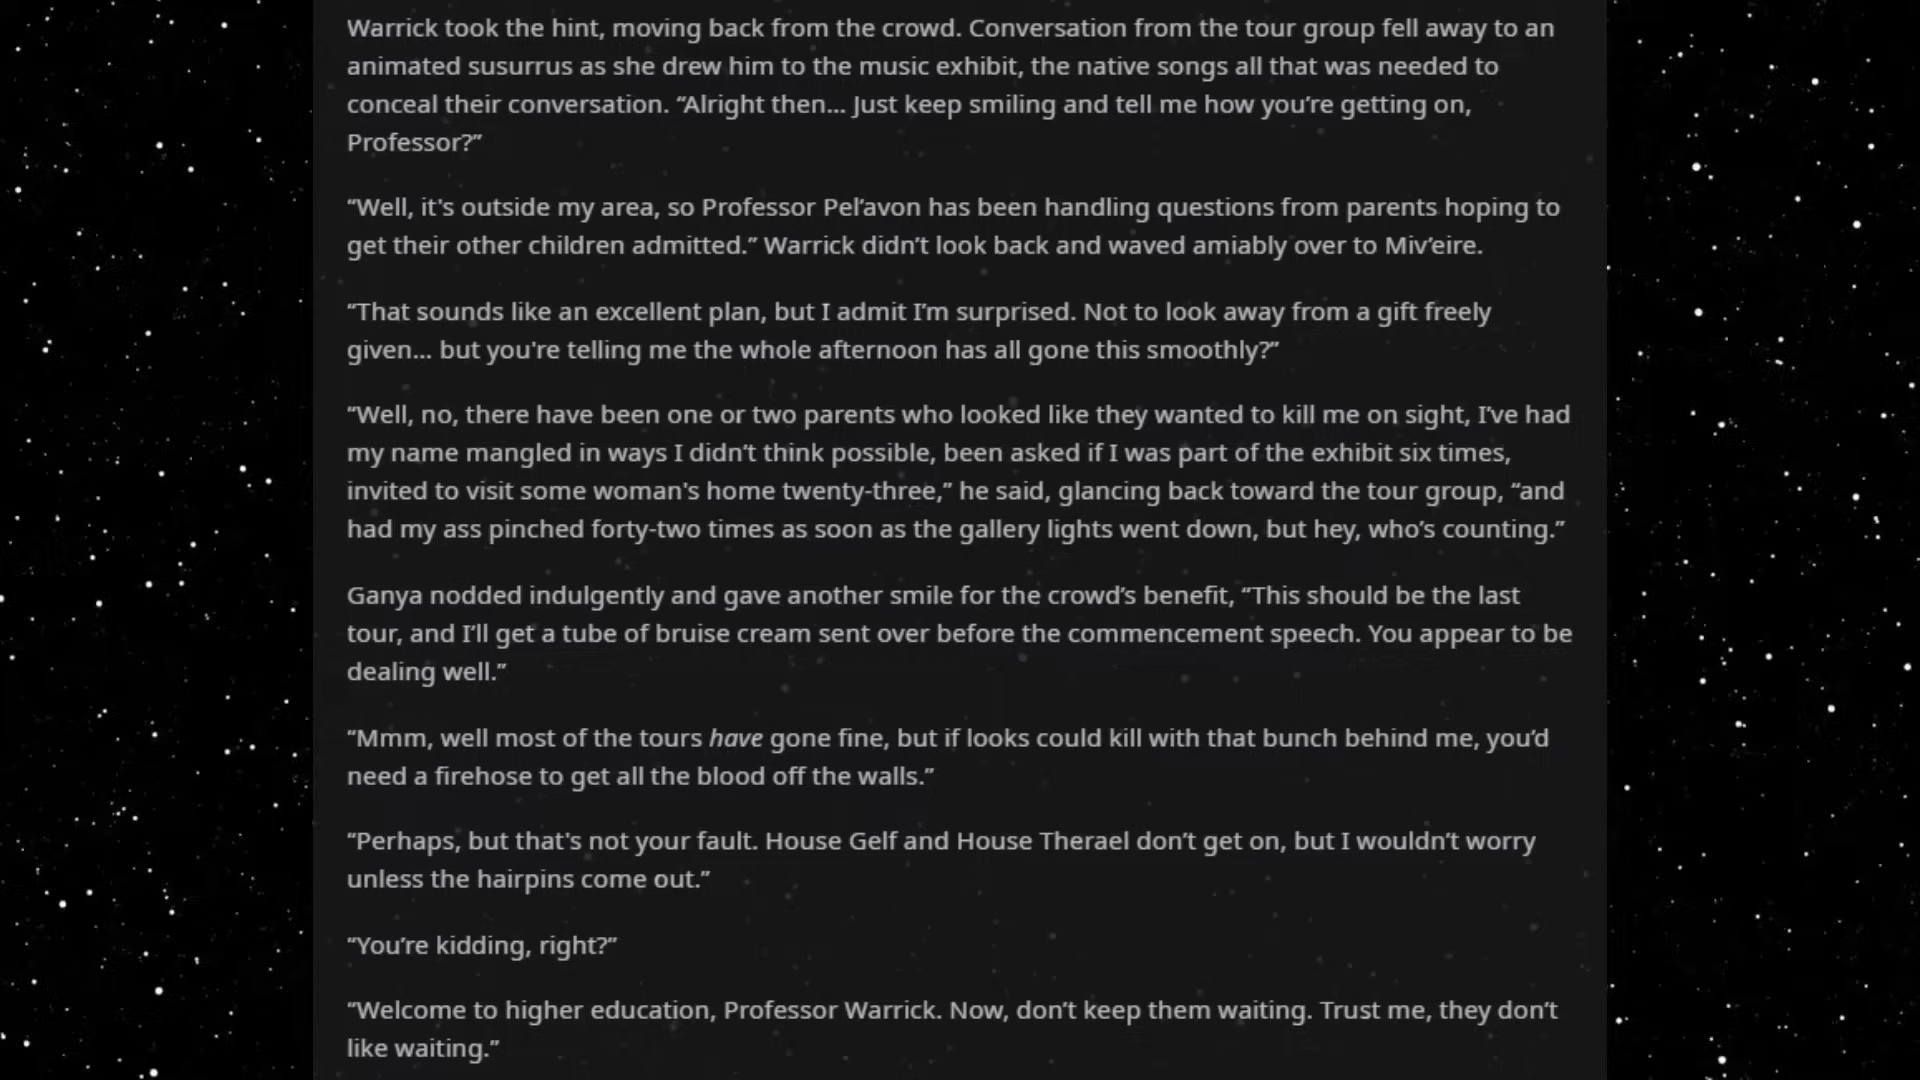 Warrick took the hint, moving back from the crowd. Conversation from the tour group fell away to an
animated susurrus as she drew him to the music exhibit, the native songs all that was needed to
conceal their conversation. “Alright then... Just keep smiling and tell me how you’re getting on,
Professor?”
“Well, it's outside my area, so Professor Pel’avon has been handling questions from parents hoping to
get their other children admitted.” Warrick didn’t look back and waved amiably over to Miv’eire.
“That sounds like an excellent plan, but I admit I’m surprised. Not to look away from a gift freely
given... but you're telling me the whole afternoon has all gone this smoothly?”
“Well, no, there have been one or two parents who looked like they wanted to kill me on sight, I’ve had
my name mangled in ways I didn’t think possible, been asked if I was part of the exhibit six times,
invited to visit some woman's home twenty-three,” he said, glancing back toward the tour group, “and
had my ass pinched forty-two times as soon as the gallery lights went down, but hey, who’s counting.”
Ganya nodded indulgently and gave another smile for the crowd’s benefit, “This should be the last
tour, and I’ll get a tube of bruise cream sent over before the commencement speech. You appear to be
dealing well.”
“Mmm, well most of the tours have gone fine, but if looks could kill with that bunch behind me, you’d
need a firehose to get all the blood off the walls.”
“Perhaps, but that's not your fault. House Gelf and House Therael don’t get on, but I wouldn’t worry
unless the hairpins come out.”
“You’re kidding, right?”
“Welcome to higher education, Professor Warrick. Now, don’t keep them waiting. Trust me, they don’t
like waiting.”